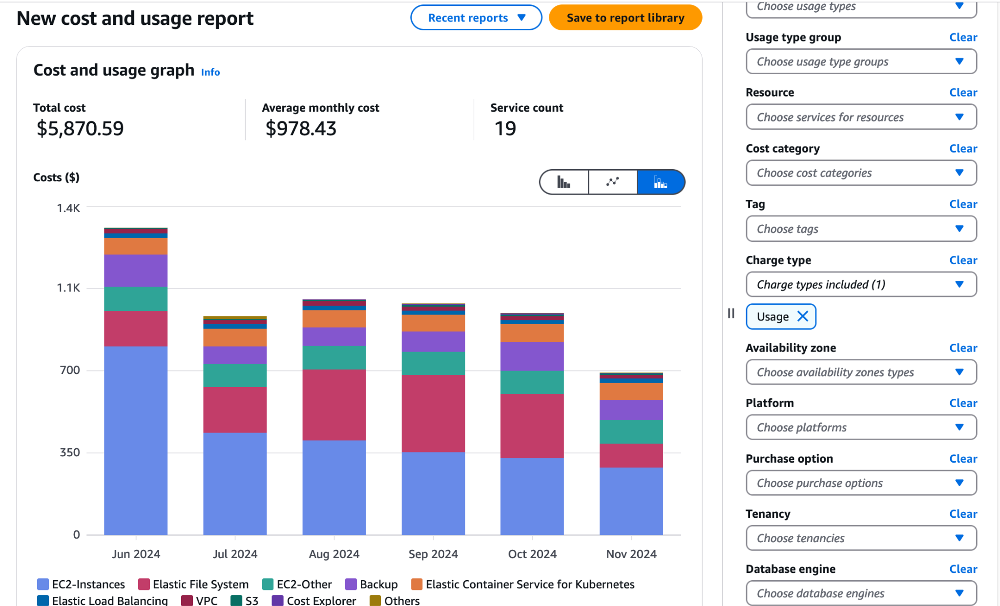 New cost and usage report
Recent reports
Save to report library
Cost and usage graph Info
Total cost
$5,870.59
Average monthly cost
$978.43
Service count
19
Costs ($)
1.4K
1.1K
700
350
0
Jun 2024 Jul 2024 Aug 2024 Sep 2024 Oct 2024 Nov 2024
EC2-Instances Elastic File System EC2-Other Backup Elastic Container Service for Kubernetes
Elastic Load Balancing VPC S3 Cost Explorer Others
Choose usage types
Usage type group Clear
Choose usage type groups
Resource Clear
Choose services for resources
Cost category Clear
Choose cost categories
Tag Clear
Choose tags
Charge type Clear
Charge types included (1)
Usage
Availability zone Clear
Choose availability zones types
Platform Clear
Choose platforms
Purchase option Clear
Choose purchase options
Tenancy Clear
Choose tenancies
Database engine Clear
Choose database engines